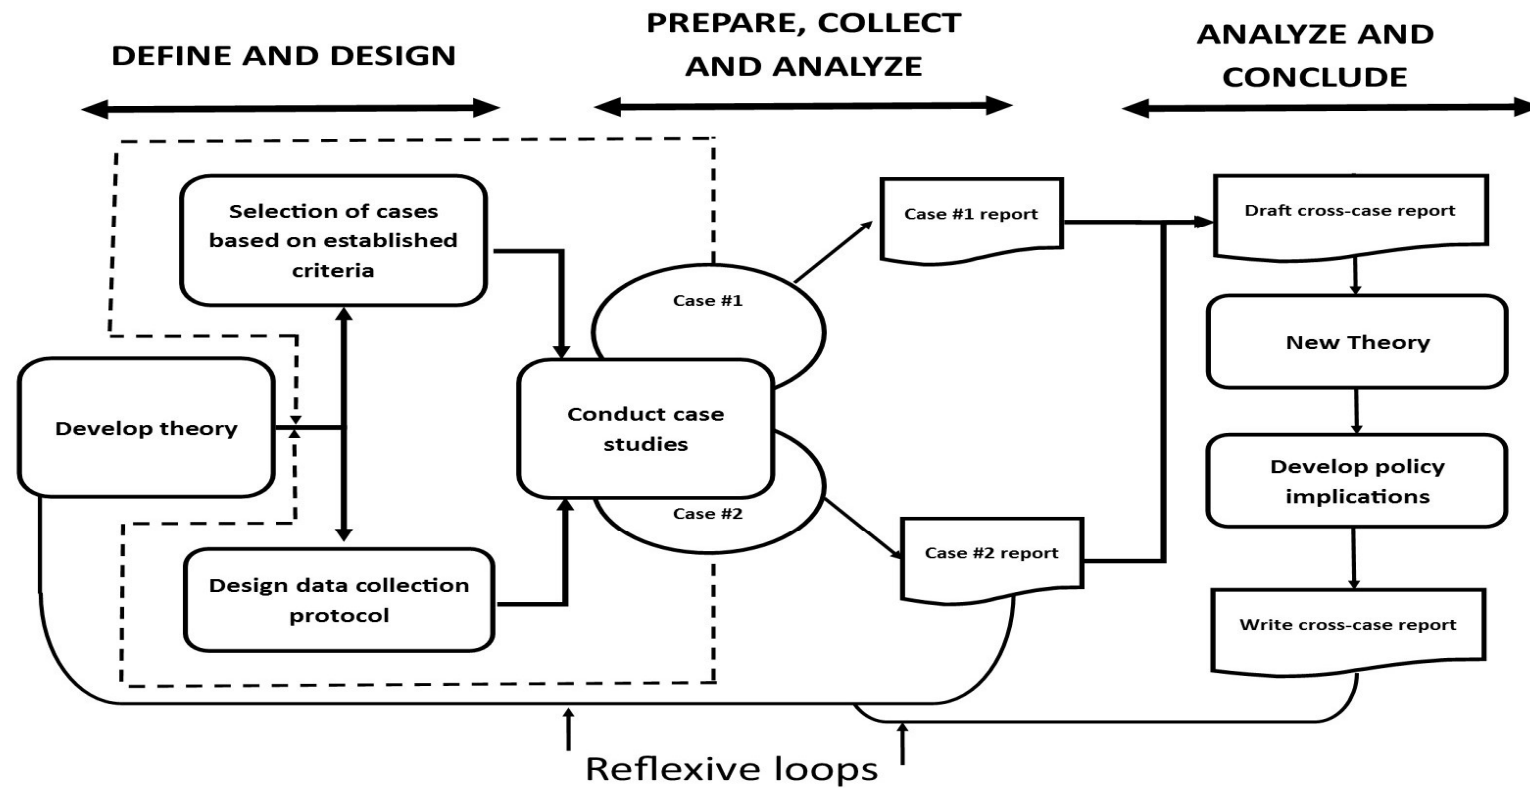 DEFINE AND DESIGN
PREPARE, COLLECT
AND ANALYZE
ANALYZE AND
CONCLUDE
Selection of cases
based on established
criteria
Develop theory
Design data collection
protocol
Case #1
Conduct case
studies
Case #2
Case #1 report
Case #2 report
Draft cross-case report
New Theory
Develop policy
implications
Write cross-case report
Reflexive loops